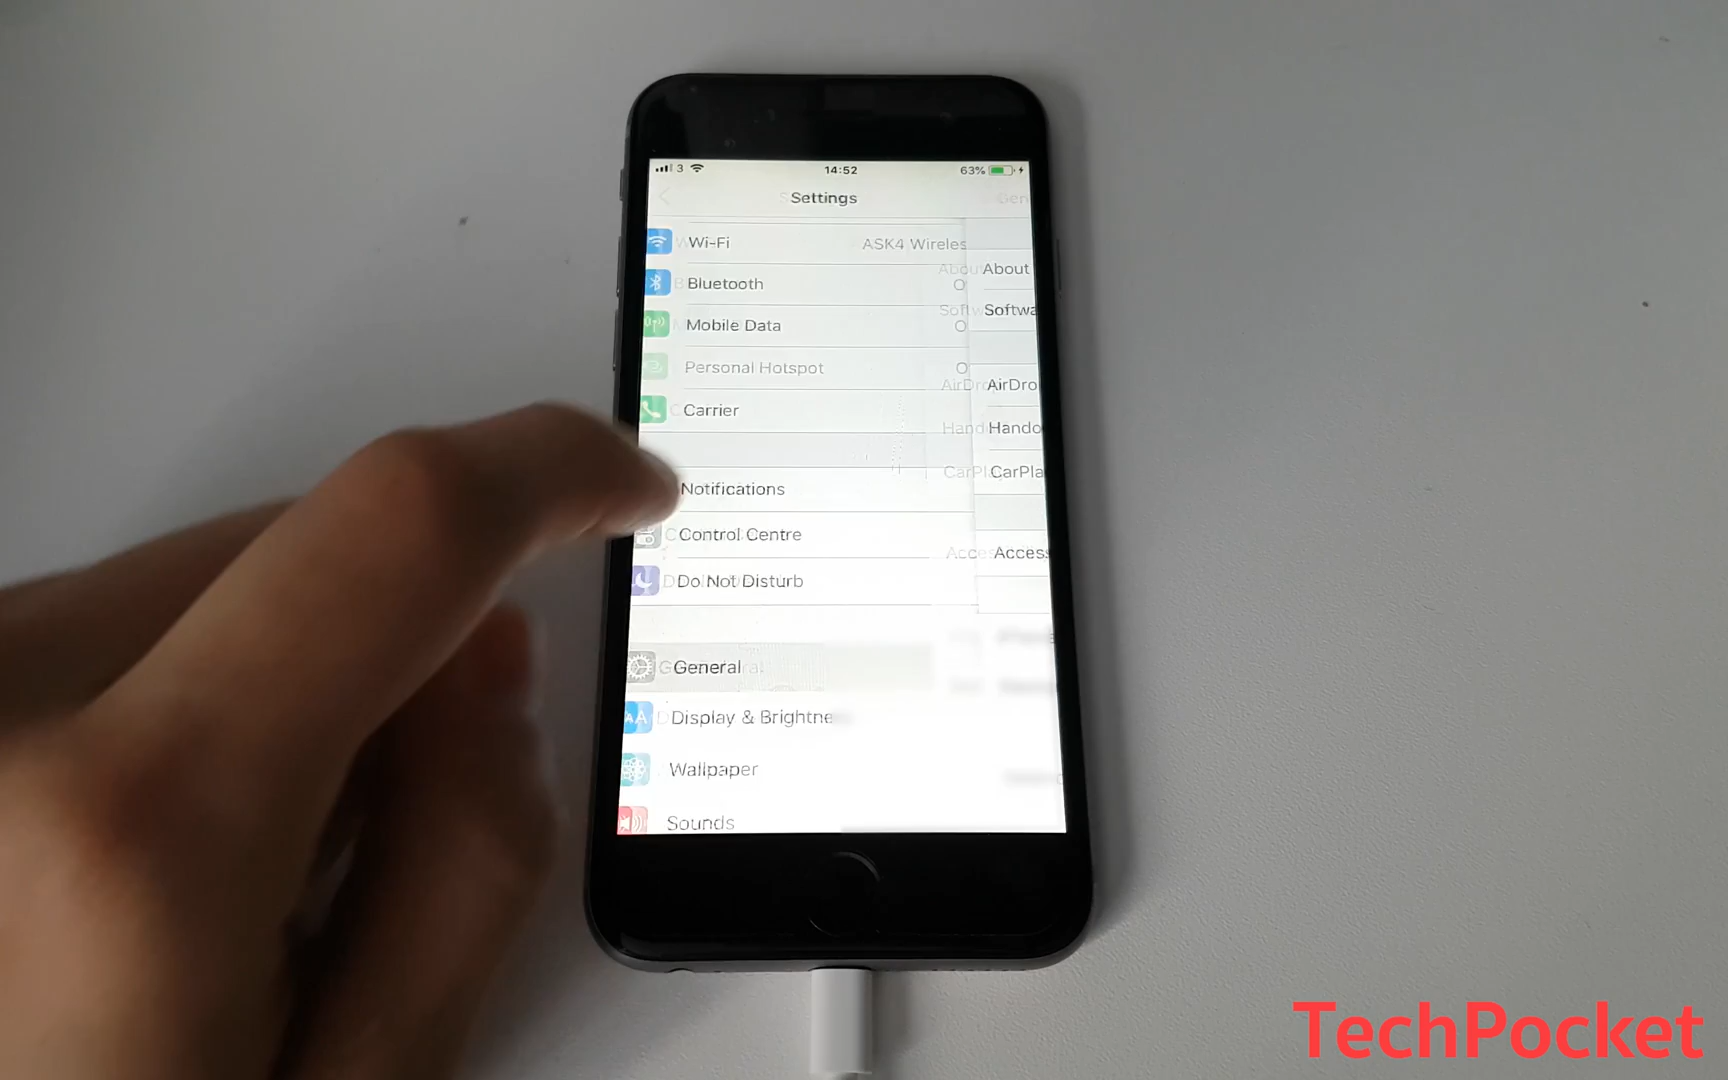 3 14:52 63%
Settings
Wi-Fi ASK4 Wireles
Bluetooth O
Mobile Data O
Personal Hotspot O
Carrier
Notifications
Control Centre
Do Not Disturb
General
Display & Brightne
Wallpaper
Sounds
Gen
About
Softwa
AirDro
Hando
CarPla
Access
TechPocket